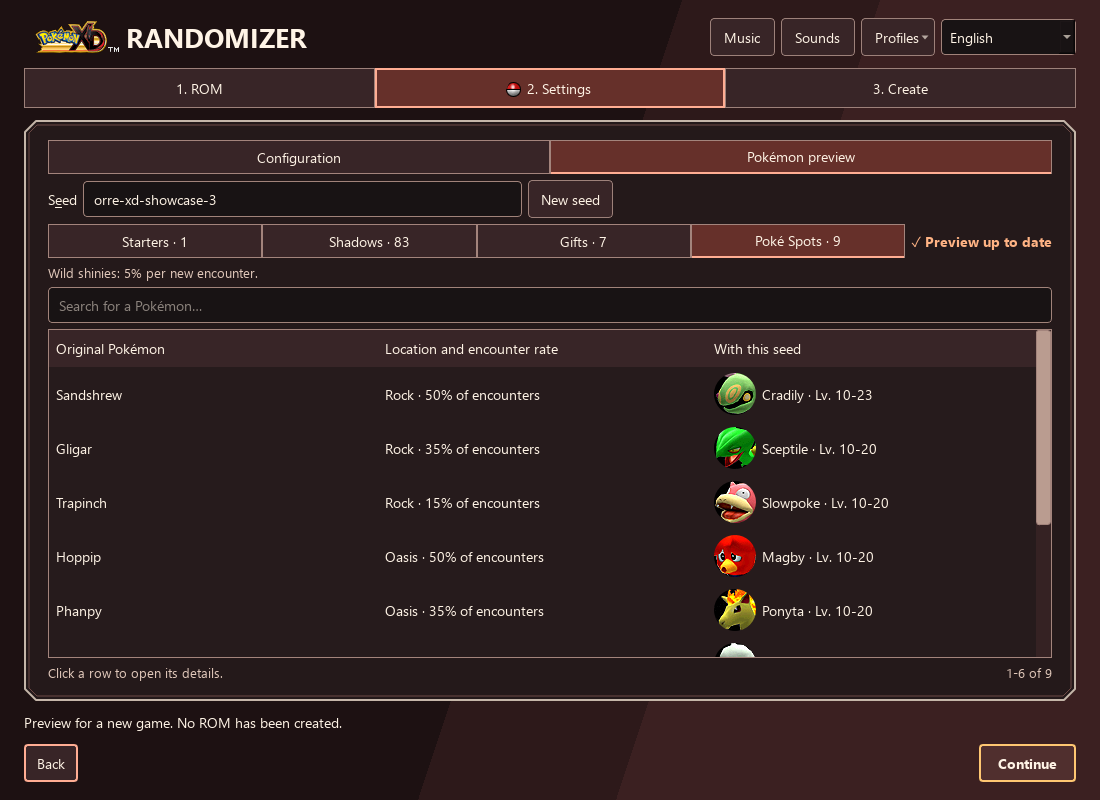 Pokémon XD™ RANDOMIZER
Music
Sounds
Profiles
English
1. ROM
2. Settings
3. Create
Configuration
Pokémon preview
Seed
orre-xd-showcase-3
New seed
Starters · 1
Shadows · 83
Gifts · 7
Poké Spots · 9
✓ Preview up to date
Wild shinies: 5% per new encounter.
Search for a Pokémon...
Original Pokémon
Location and encounter rate
With this seed
Sandshrew
Rock · 50% of encounters
Cradily · Lv. 10-23
Gligar
Rock · 35% of encounters
Sceptile · Lv. 10-20
Trapinch
Rock · 15% of encounters
Slowpoke · Lv. 10-20
Hoppip
Oasis · 50% of encounters
Magby · Lv. 10-20
Phanpy
Oasis · 35% of encounters
Ponyta · Lv. 10-20
Click a row to open its details.
1-6 of 9
Preview for a new game. No ROM has been created.
Back
Continue